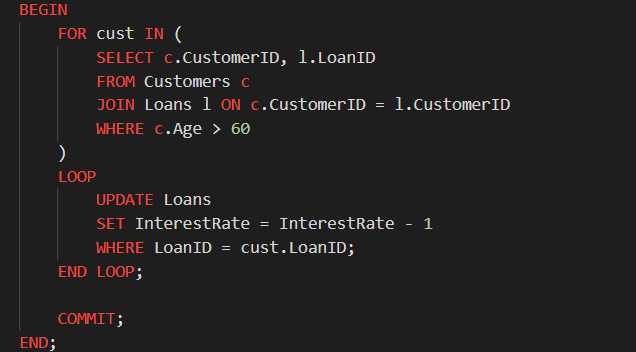 BEGIN
    FOR cust IN (
        SELECT c.CustomerID, l.LoanID
        FROM Customers c
        JOIN Loans l ON c.CustomerID = l.CustomerID
        WHERE c.Age > 60
    )
    LOOP
        UPDATE Loans
        SET InterestRate = InterestRate - 1
        WHERE LoanID = cust.LoanID;
    END LOOP;

    COMMIT;
END;